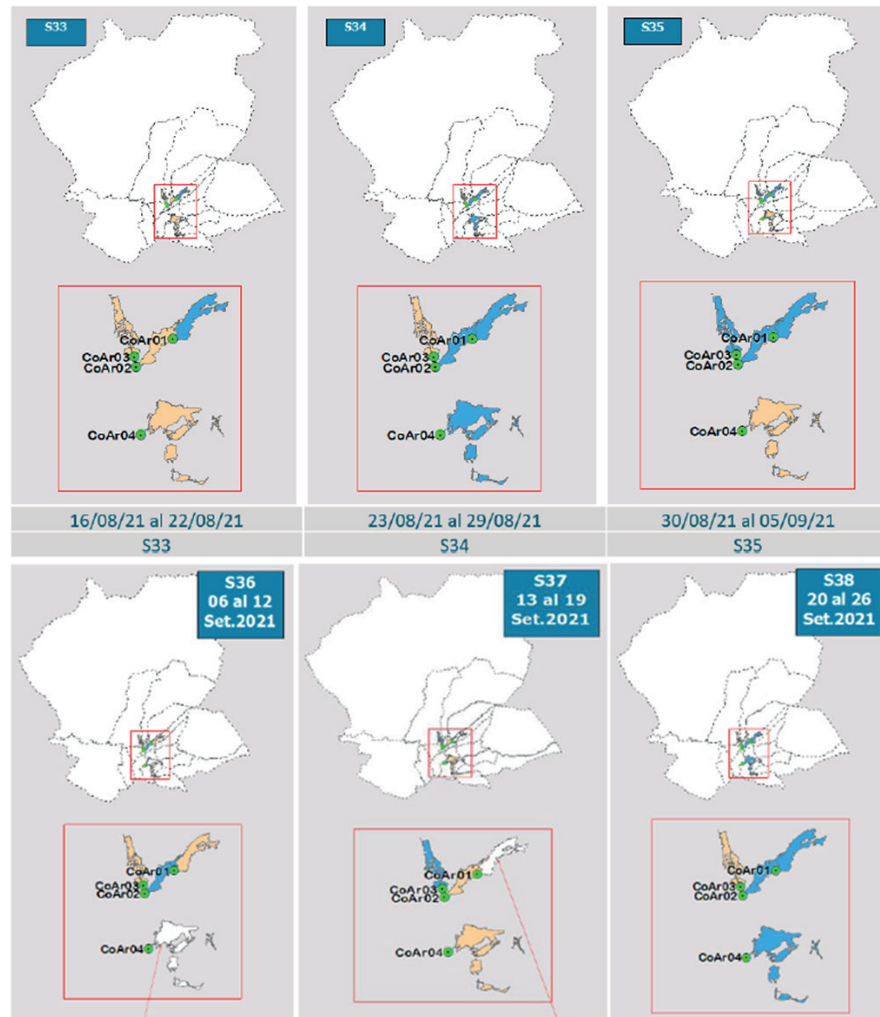 S33
S34
S35
CoAr01
CoAr03
CoAr02
CoAr04
CoAr01
CoAr03
CoAr02
CoAr04
CoAr01
CoAr03
CoAr02
CoAr04
16/08/21 al 22/08/21
23/08/21 al 29/08/21
30/08/21 al 05/09/21
S33
S34
S35
S36
06 al 12
Set.2021
S37
13 al 19
Set.2021
S38
20 al 26
Set.2021
CoAr01
CoAr03
CoAr02
CoAr04
CoAr01
CoAr03
CoAr02
CoAr04
CoAr01
CoAr03
CoAr02
CoAr04